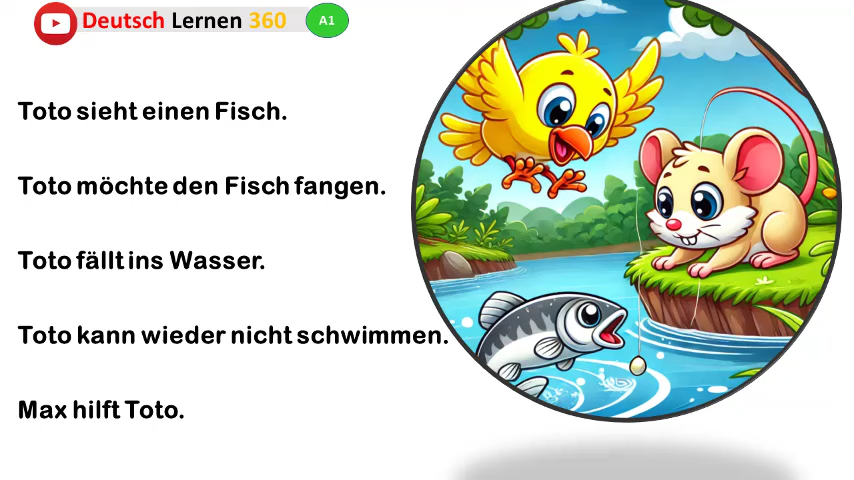 Deutsch Lernen 360 A1
Toto sieht einen Fisch.
Toto möchte den Fisch fangen.
Toto fällt ins Wasser.
Toto kann wieder nicht schwimmen.
Max hilft Toto.